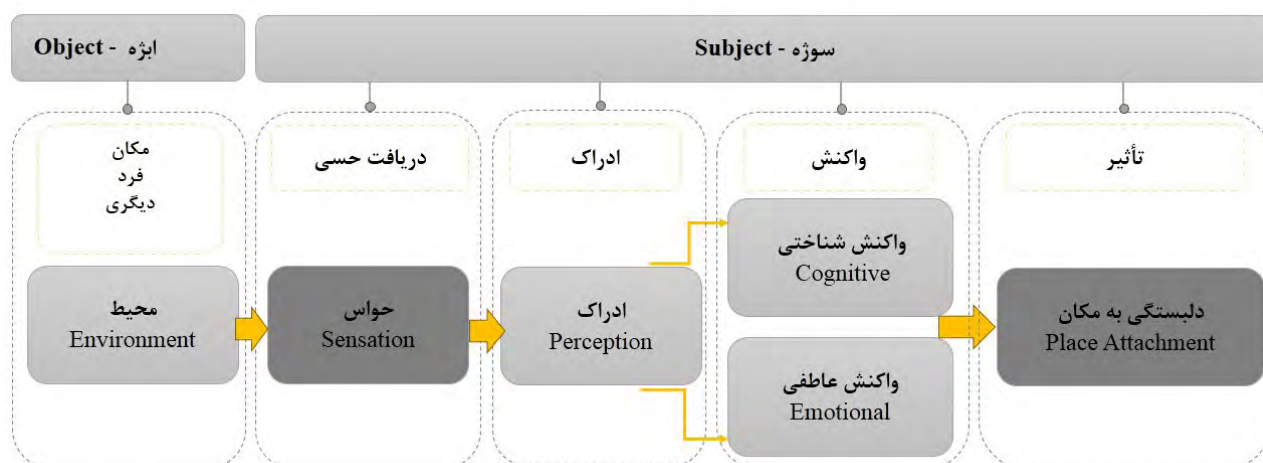 Object - ابژه
Subject - سوژه
مکان
فرد
دیگری
دریافت حسی
ادراک
واکنش
تأثیر
محیط
Environment
حواس
Sensation
ادراک
Perception
واکنش شناختی
Cognitive
واکنش عاطفی
Emotional
دلبستگی به مکان
Place Attachment